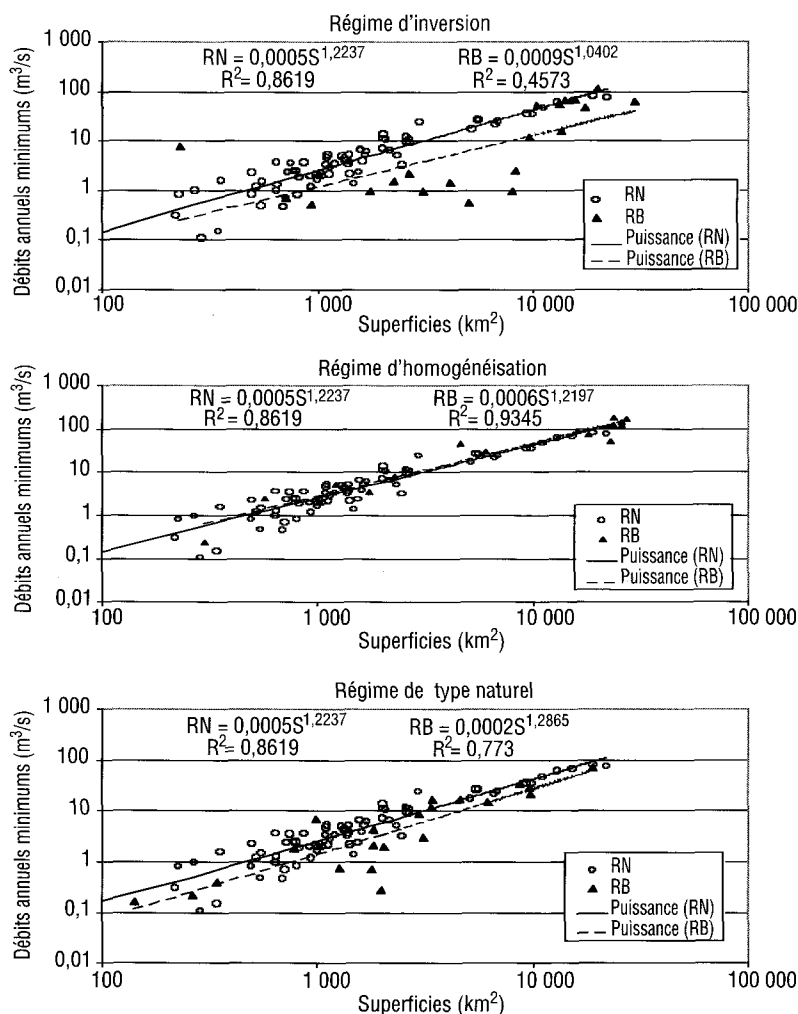 Régime d'inversion
RN = 0,0005S^1,2237 RB = 0,0009S^1,0402
R² = 0,8619 R² = 0,4573
Débits annuels minimums (m³/s)
1 000
100
10
1
0,1
0,01
RN
RB
Puissance (RN)
Puissance (RB)
100 1 000 10 000 100 000
Superficies (km²)
Régime d'homogénéisation
RN = 0,0005S^1,2237 RB = 0,0006S^1,2197
R² = 0,8619 R² = 0,9345
Débits annuels minimums (m³/s)
1 000
100
10
1
0,1
0,01
RN
RB
Puissance (RN)
Puissance (RB)
100 1 000 10 000 100 000
Superficies (km²)
Régime de type naturel
RN = 0,0005S^1,2237 RB = 0,0002S^1,2865
R² = 0,8619 R² = 0,773
Débits annuels minimums (m³/s)
1 000
100
10
1
0,1
0,01
RN
RB
Puissance (RN)
Puissance (RB)
100 1 000 10 000 100 000
Superficies (km²)